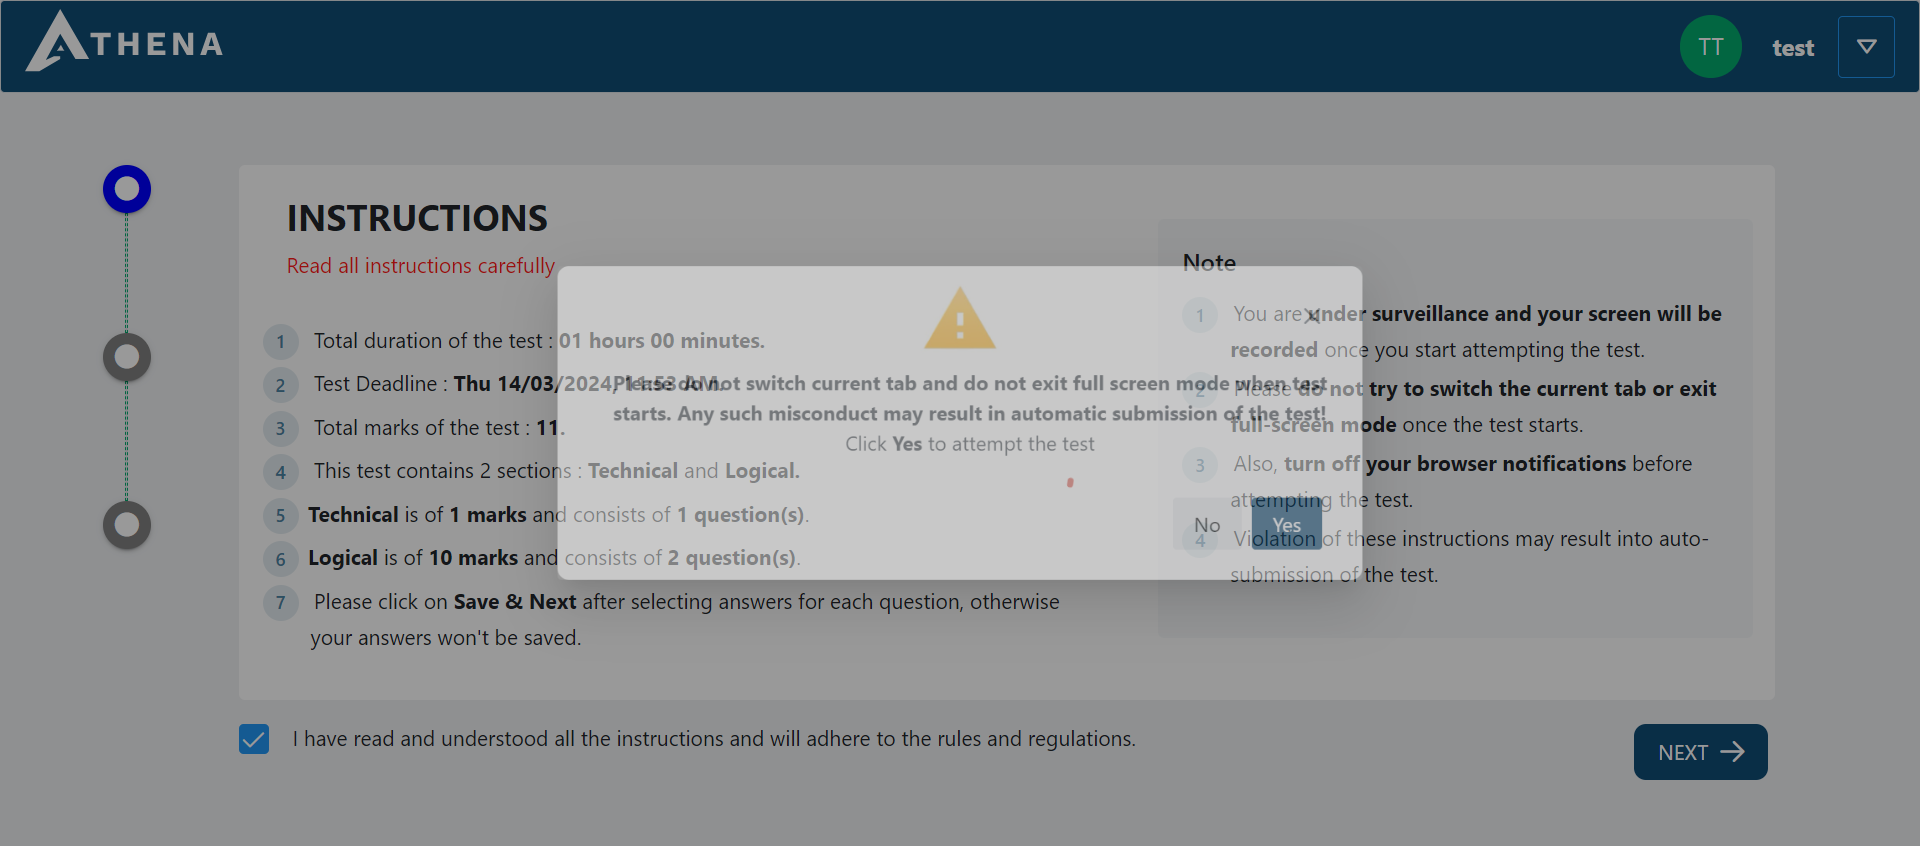 ATHENA
TT
test
INSTRUCTIONS
Read all instructions carefully
1 Total duration of the test : 01 hours 00 minutes.
2 Test Deadline : Thu 14/03/2024, 11:53 AM.
3 Total marks of the test : 11.
4 This test contains 2 sections : Technical and Logical.
5 Technical is of 1 marks and consists of 1 question(s).
6 Logical is of 10 marks and consists of 2 question(s).
7 Please click on Save & Next after selecting answers for each question, otherwise
your answers won't be saved.
Note
1 You are under surveillance and your screen will be
recorded once you start attempting the test.
2 Please do not try to switch the current tab or exit
full-screen mode once the test starts.
3 Also, turn off your browser notifications before
attempting the test.
4 Violation of these instructions may result into auto-
submission of the test.
Please do not switch current tab and do not exit full screen mode when test
starts. Any such misconduct may result in automatic submission of the test!
Click Yes to attempt the test
No
Yes
I have read and understood all the instructions and will adhere to the rules and regulations.
NEXT